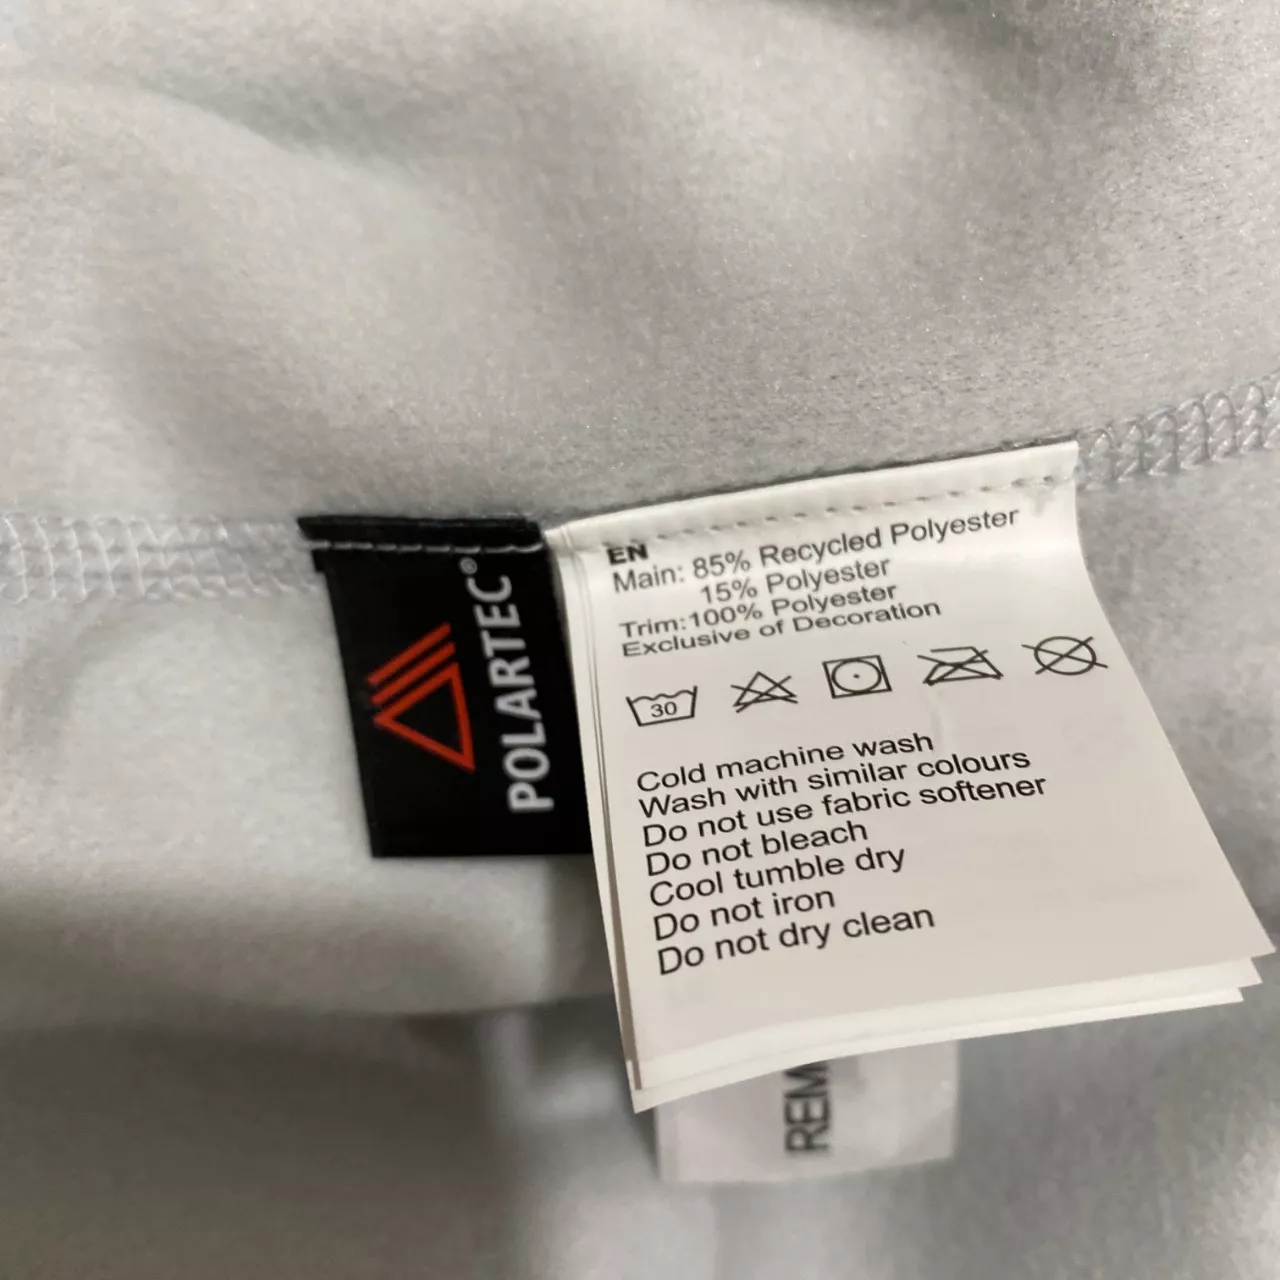 POLARTEC®
EN
Main: 85% Recycled Polyester
15% Polyester
Trim:100% Polyester
Exclusive of Decoration
30
Cold machine wash
Wash with similar colours
Do not use fabric softener
Do not bleach
Cool tumble dry
Do not iron
Do not dry clean